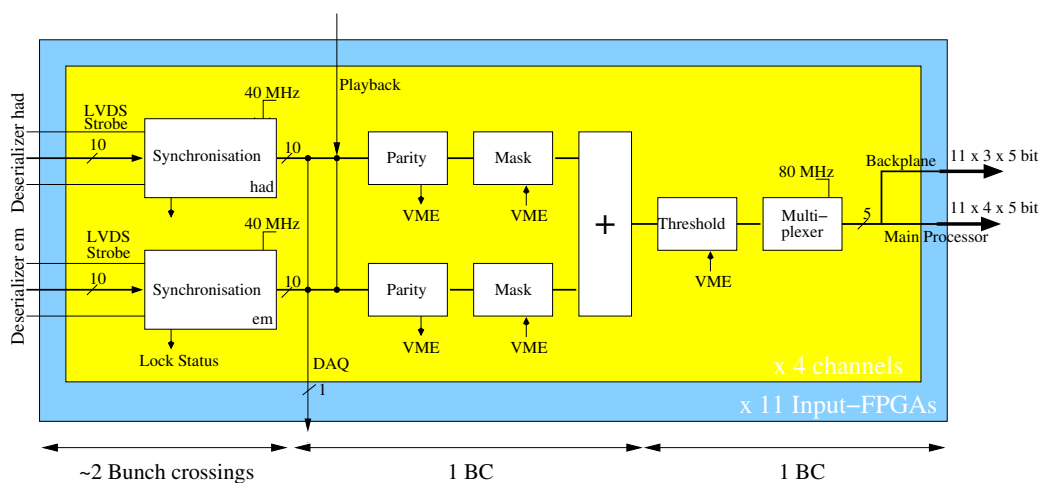 Playback
Deserializer had
LVDS
Strobe
10
40 MHz
Synchronisation
had
10
Parity
VME
Mask
VME
+
Threshold
VME
80 MHz
Multi-
plexer
5
Backplane
11 x 3 x 5 bit
11 x 4 x 5 bit
Main Processor
Deserializer em
LVDS
Strobe
10
40 MHz
Synchronisation
em
10
Lock Status
Parity
VME
Mask
VME
DAQ
1
x 4 channels
x 11 Input-FPGAs
~2 Bunch crossings
1 BC
1 BC